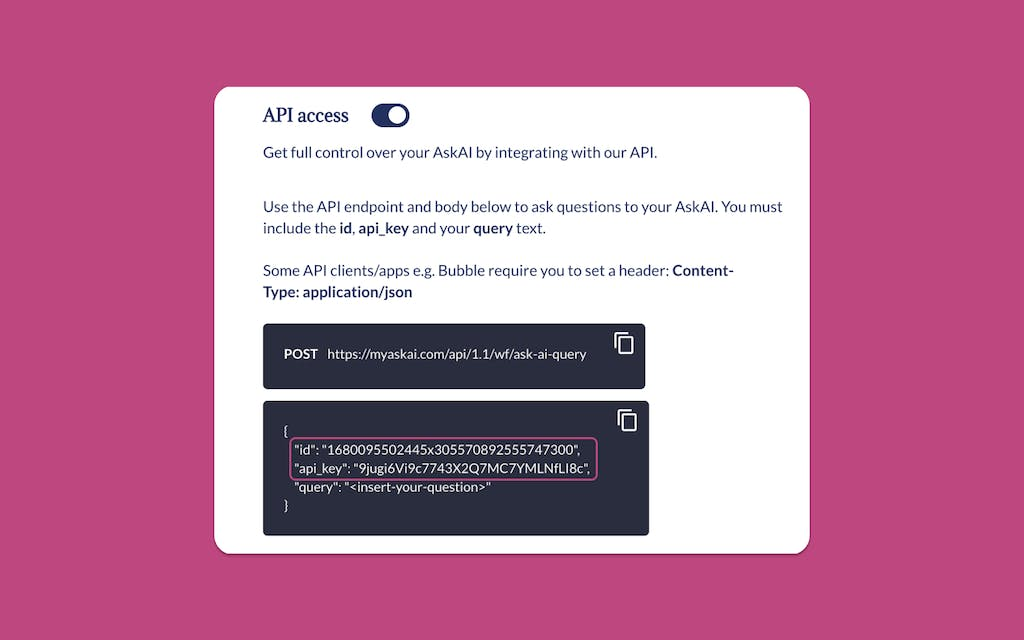 API access
Get full control over your AskAI by integrating with our API.
Use the API endpoint and body below to ask questions to your AskAI. You must
include the id, api_key and your query text.
Some API clients/apps e.g. Bubble require you to set a header: Content-
Type: application/json
POST https://myaskai.com/api/1.1/wf/ask-ai-query
{
"id": "1680095502445x305570892555747300",
"api_key": "9jugi6Vi9c7743X2Q7MC7YMLNfLI8c",
"query": "<insert-your-question>"
}